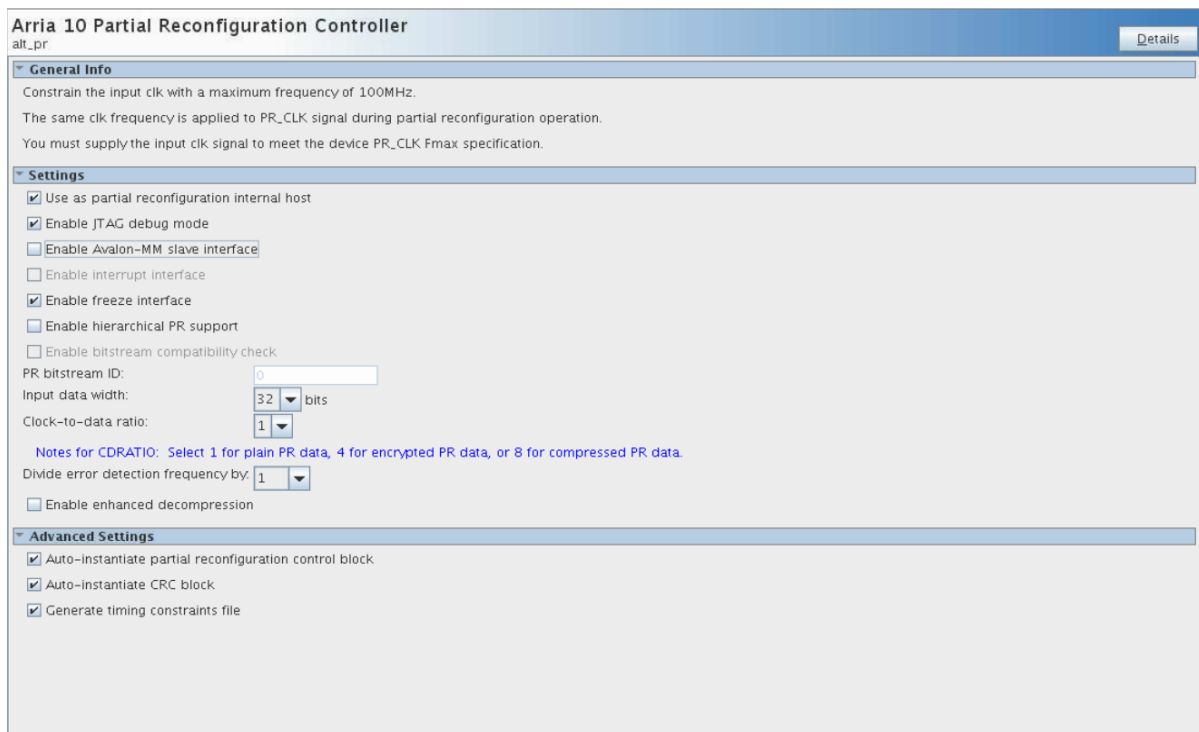 Arria 10 Partial Reconfiguration Controller
alt_pr
Details
General Info
Constrain the input clk with a maximum frequency of 100MHz.
The same clk frequency is applied to PR_CLK signal during partial reconfiguration operation.
You must supply the input clk signal to meet the device PR_CLK Fmax specification.
Settings
Use as partial reconfiguration internal host
Enable JTAG debug mode
Enable Avalon-MM slave interface
Enable interrupt interface
Enable freeze interface
Enable hierarchical PR support
Enable bitstream compatibility check
PR bitstream ID: 0
Input data width: 32 bits
Clock-to-data ratio: 1
Notes for CDRATIO: Select 1 for plain PR data, 4 for encrypted PR data, or 8 for compressed PR data.
Divide error detection frequency by: 1
Enable enhanced decompression
Advanced Settings
Auto-instantiate partial reconfiguration control block
Auto-instantiate CRC block
Generate timing constraints file